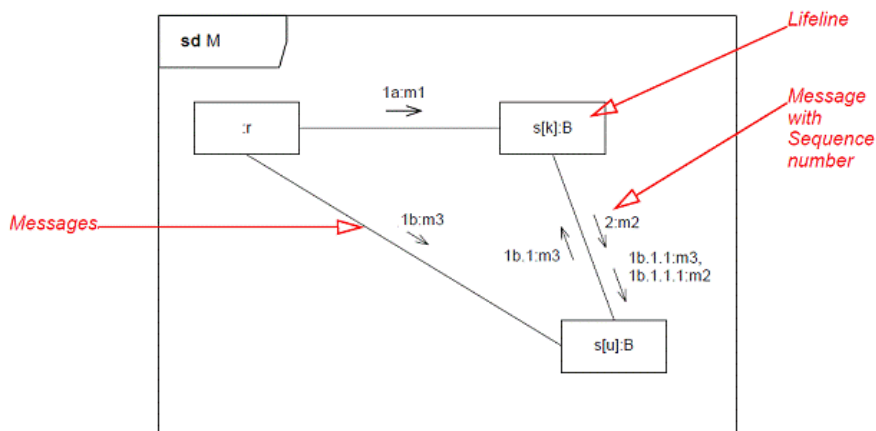 Lifeline
sd M
1a:m1
Message
with
Sequence
number
:r
s[k]:B
Messages
1b:m3
2:m2
1b.1:m3
1b.1.1:m3,
1b.1.1.1:m2
s[u]:B